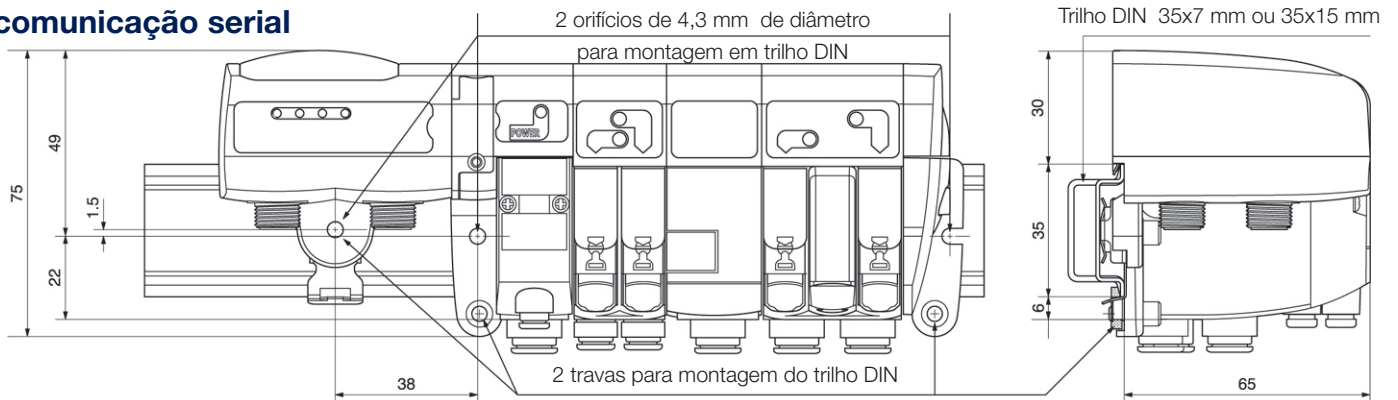 comunicação serial
2 orifícios de 4,3 mm de diâmetro
para montagem em trilho DIN
Trilho DIN 35x7 mm ou 35x15 mm
75
49
1.5
22
POWER
30
35
6
2 travas para montagem do trilho DIN
38
65